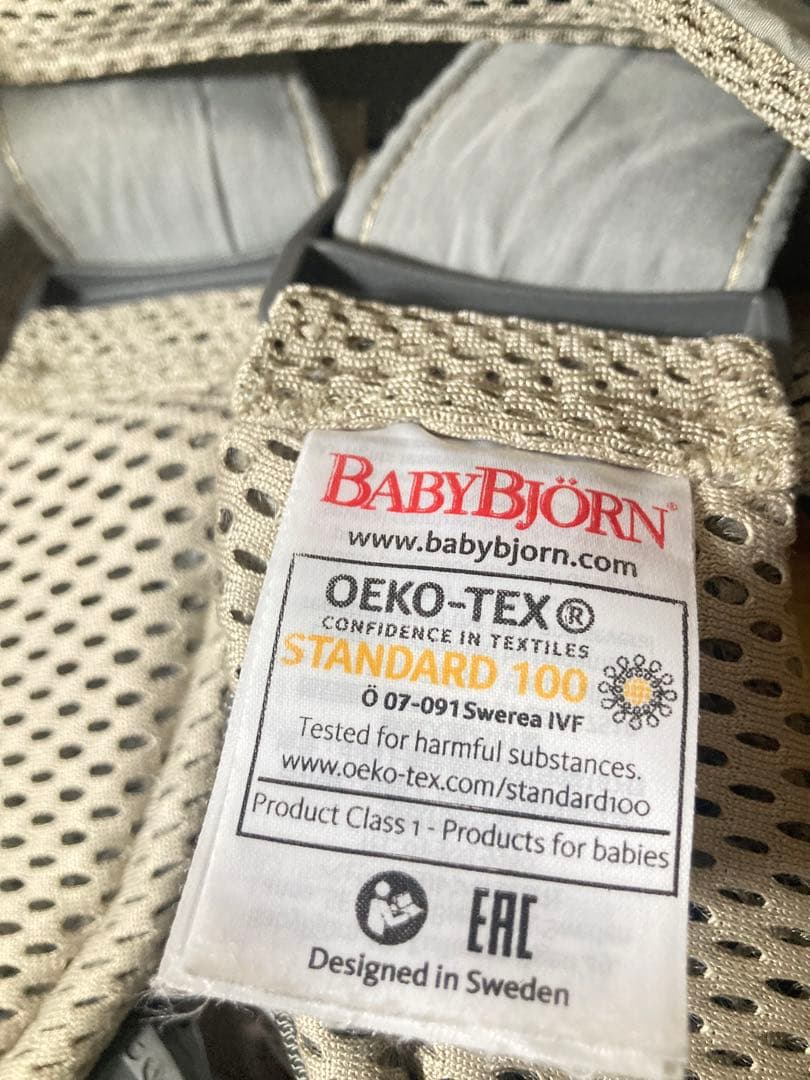 BABYBJÖRN®
www.babybjorn.com
OEKO-TEX®
CONFIDENCE IN TEXTILES
STANDARD 100
Ö 07-091 Swerea IVF
Tested for harmful substances.
www.oeko-tex.com/standard100
Product Class 1 - Products for babies
EAC
Designed in Sweden